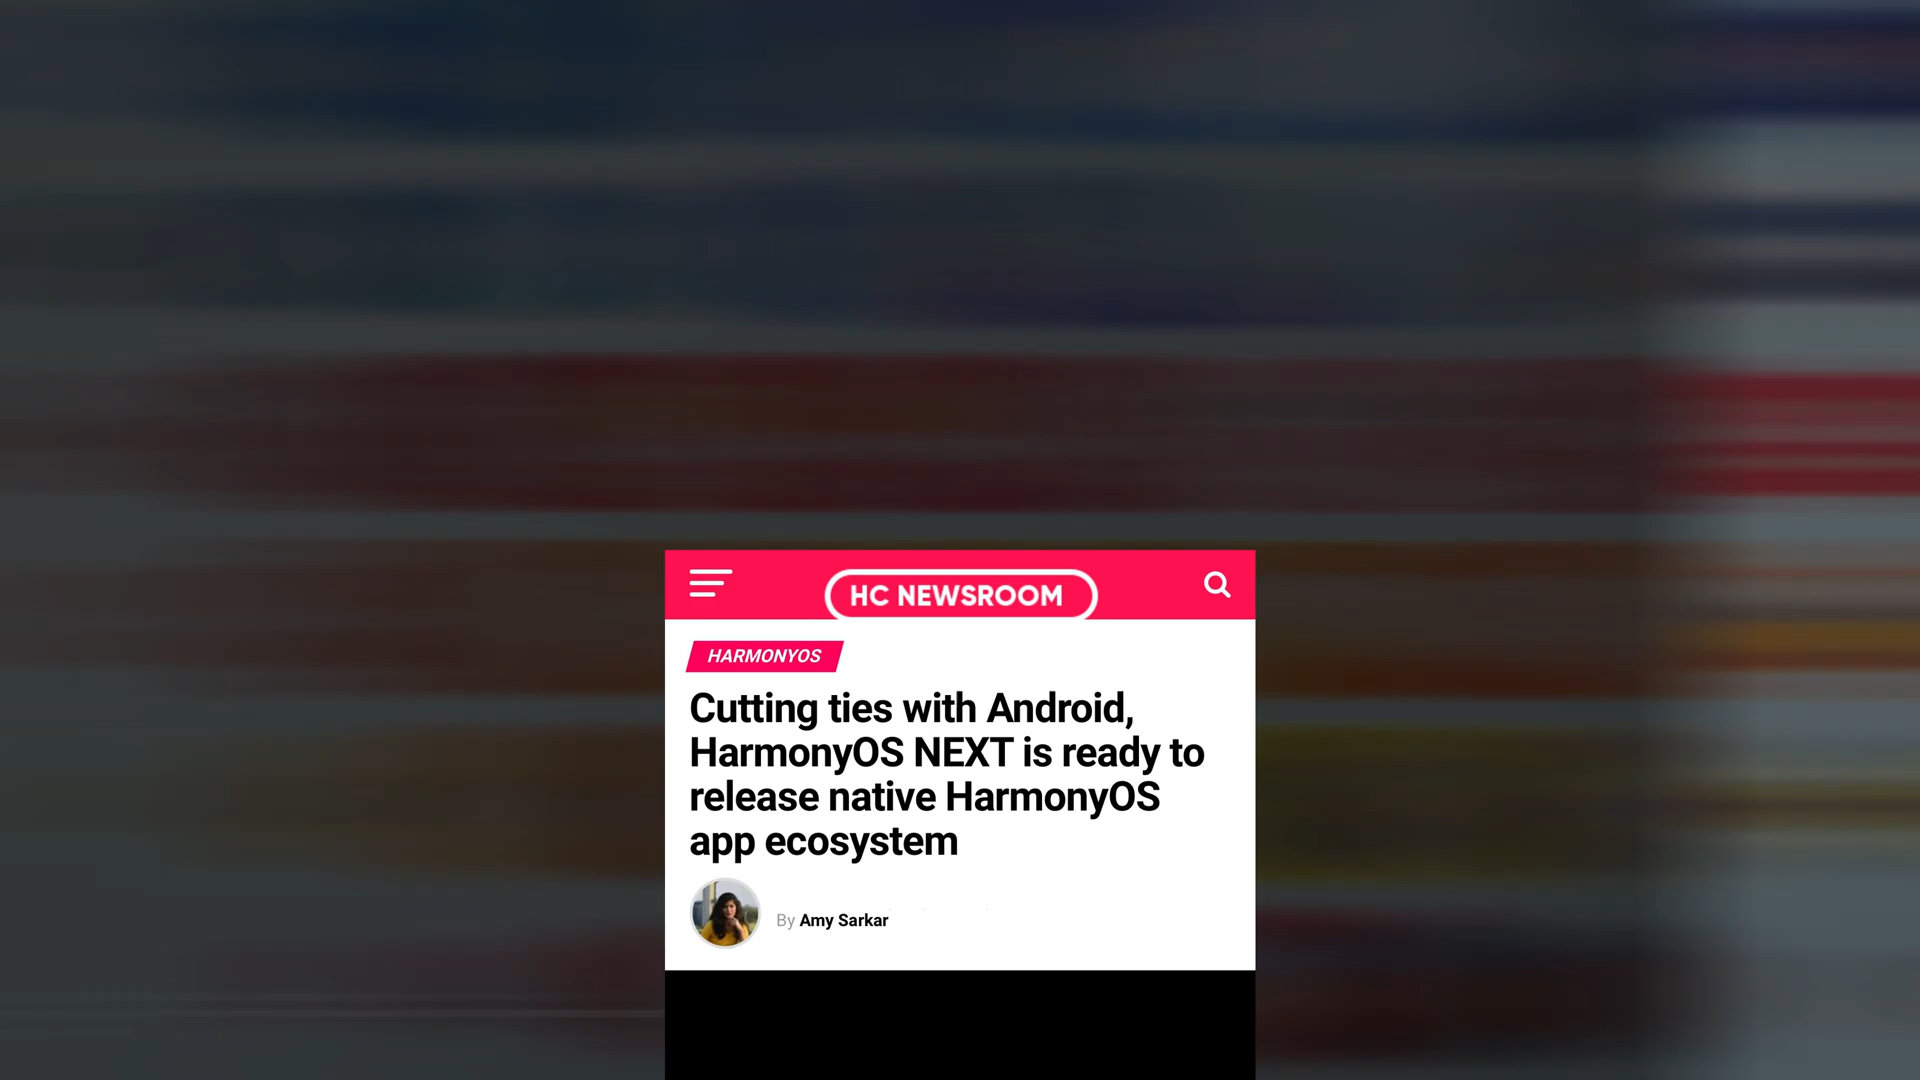 HC NEWSROOM
HARMONYOS
Cutting ties with Android,
HarmonyOS NEXT is ready to
release native HarmonyOS
app ecosystem
By Amy Sarkar